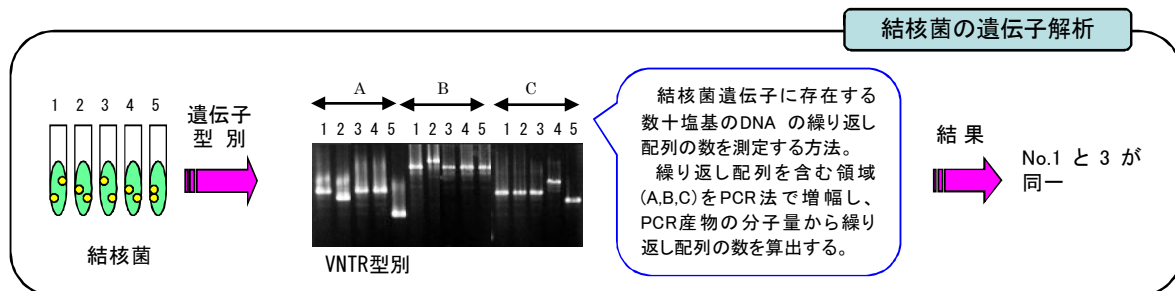 結核菌の遺伝子解析
1 2 3 4 5
結核菌
遺伝子
型 別
A B C
1 2 3 4 5 1 2 3 4 5 1 2 3 4 5
VNTR型別
結核菌遺伝子に存在する
数十塩基のDNA の繰り返し
配列の数を測定する方法。
繰り返し配列を含む領域
(A,B,C)をPCR法で増幅し、
PCR産物の分子量から繰り
返し配列の数を算出する。
結 果
No.1 と 3 が
同一